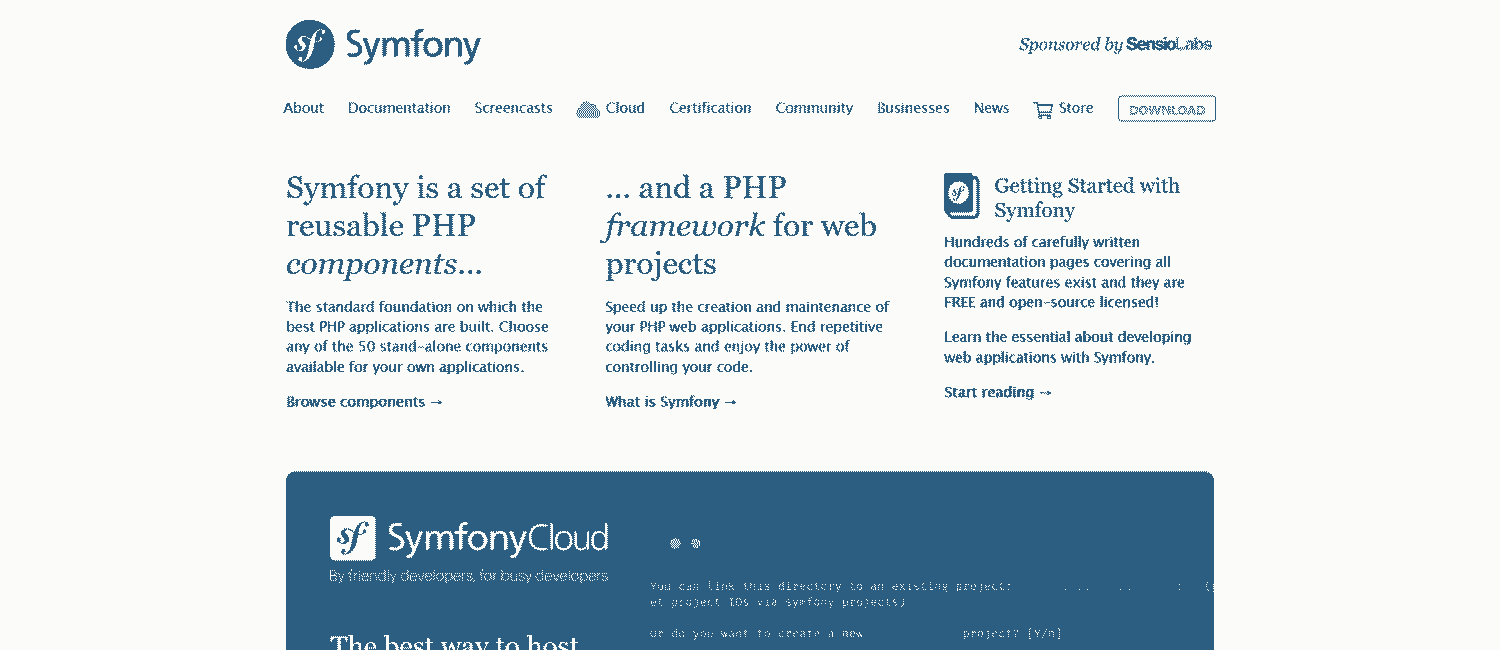 sf Symfony
Sponsored by SensioLabs
About Documentation Screencasts Cloud Certification Community Businesses News Store DOWNLOAD
Symfony is a set of
reusable PHP
components...
The standard foundation on which the
best PHP applications are built. Choose
any of the 50 stand-alone components
available for your own applications.
Browse components →
... and a PHP
framework for web
projects
Speed up the creation and maintenance of
your PHP web applications. End repetitive
coding tasks and enjoy the power of
controlling your code.
What is Symfony →
sf
Getting Started with
Symfony
Hundreds of carefully written
documentation pages covering all
Symfony features exist and they are
FREE and open-source licensed!
Learn the essential about developing
web applications with Symfony.
Start reading →
sf SymfonyCloud
By friendly developers, for busy developers
The best way to host
You can link this directory to an existing project:
et project IDs via symfony projects)
Or do you want to create a new project? [Y/n]